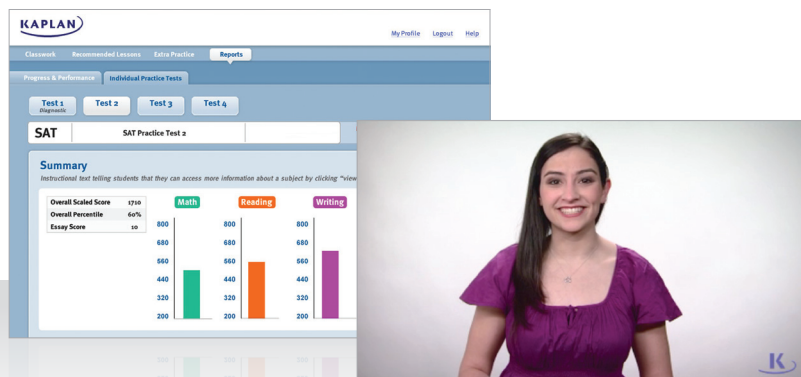 KAPLAN
My Profile Logout Help
Classwork Recommended Lessons Extra Practice Reports
Progress & Performance Individual Practice Tests
Test 1 Test 2 Test 3 Test 4
Diagnostic
SAT SAT Practice Test 2
Summary
Instructional text telling students that they can access more information about a subject by clicking "view
Overall Scaled Score 1710
Overall Percentile 60%
Essay Score 10
Math Reading Writing
800 800 800
680 680 680
560 560 560
440 440 440
320 320 320
200 200 200
K